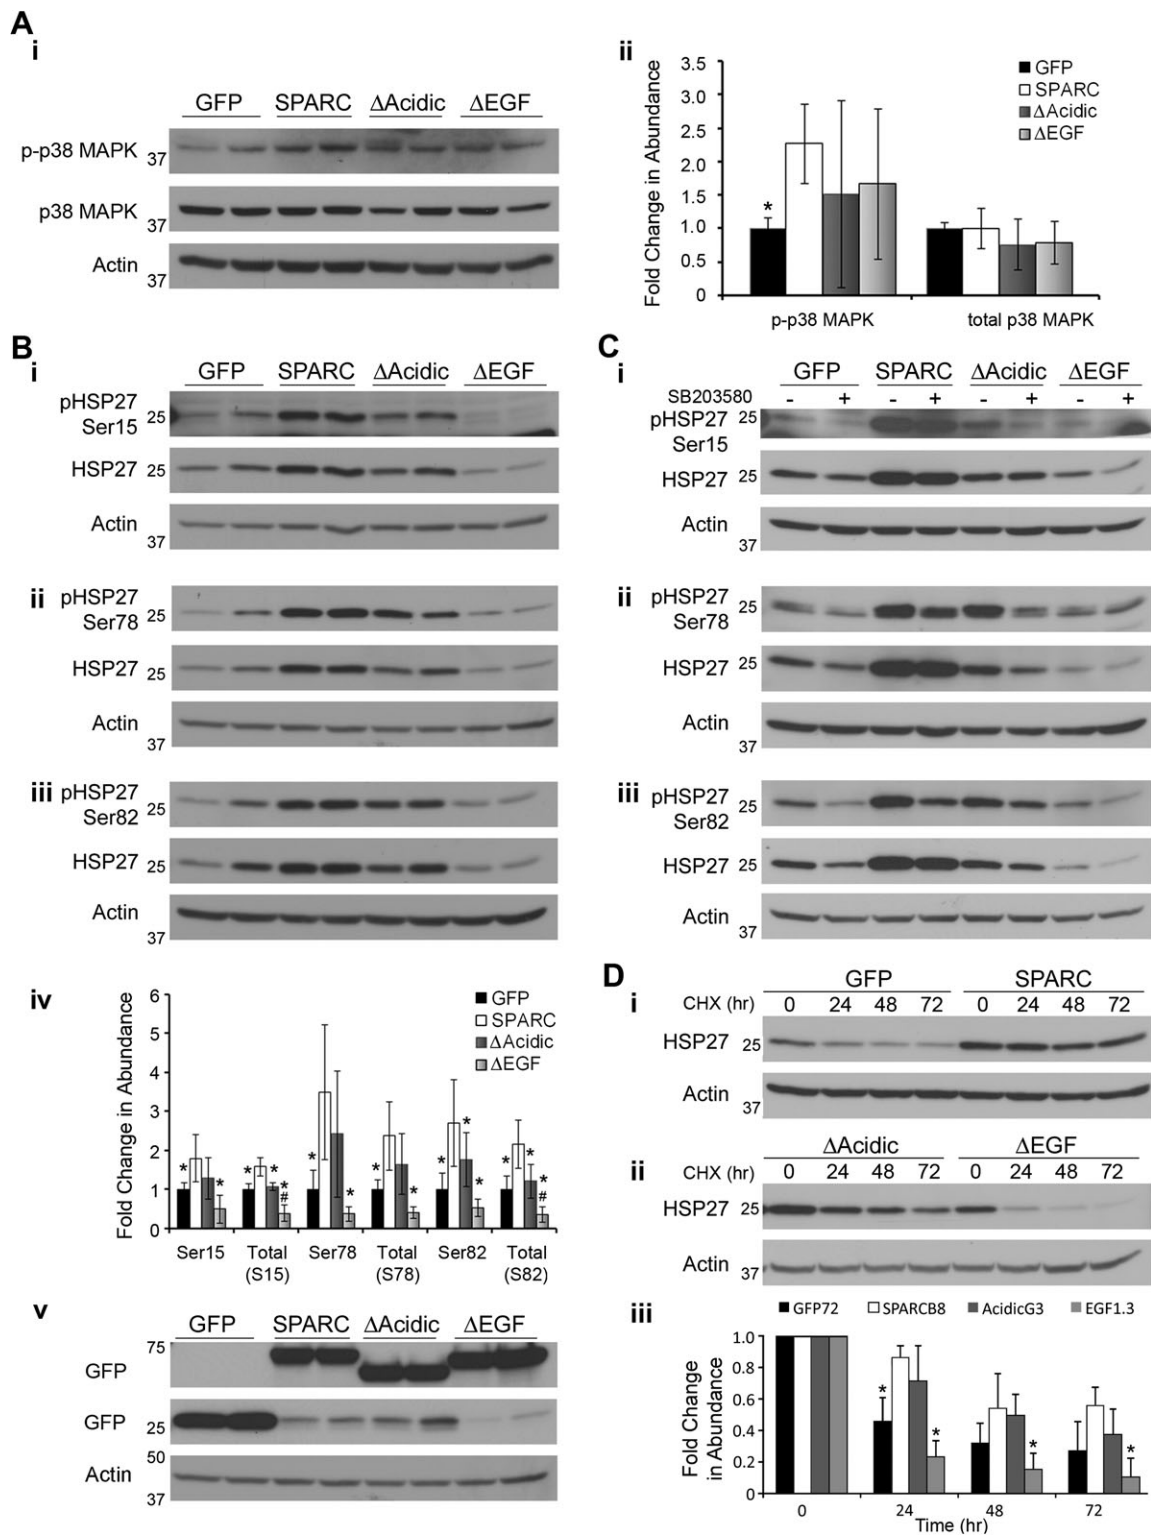 A
i
GFP SPARC ΔAcidic ΔEGF
p-p38 MAPK 37
p38 MAPK 37
Actin 37
ii
Fold Change in Abundance
3.5
3.0
2.5
2.0
1.5
1.0
0.5
0
GFP
SPARC
ΔAcidic
ΔEGF
*
p-p38 MAPK total p38 MAPK
B
i
GFP SPARC ΔAcidic ΔEGF
pHSP27 25
Ser15
HSP27 25
Actin 37
ii
pHSP27 25
Ser78
HSP27 25
Actin 37
iii
pHSP27 25
Ser82
HSP27 25
Actin 37
iv
Fold Change in Abundance
6
5
4
3
2
1
0
GFP
SPARC
ΔAcidic
ΔEGF
* * * * # * * * * * * * * * * #
Ser15 Total Ser78 Total Ser82 Total
(S15) (S78) (S82)
v
GFP SPARC ΔAcidic ΔEGF
75
GFP
GFP 25
50
Actin
37
C
i
GFP SPARC ΔAcidic ΔEGF
SB203580 - + - + - + - +
pHSP27 25
Ser15
HSP27 25
Actin 37
ii
pHSP27 25
Ser78
HSP27 25
Actin 37
iii
pHSP27 25
Ser82
HSP27 25
Actin 37
D
i
GFP SPARC
CHX (hr) 0 24 48 72 0 24 48 72
HSP27 25
Actin 37
ii
ΔAcidic ΔEGF
CHX (hr) 0 24 48 72 0 24 48 72
HSP27 25
Actin 37
iii
GFP72 SPARCB8 AcidicG3 EGF1.3
Fold Change
in Abundance
1.0
0.8
0.6
0.4
0.2
0
* * * *
0 24 48 72
Time (hr)